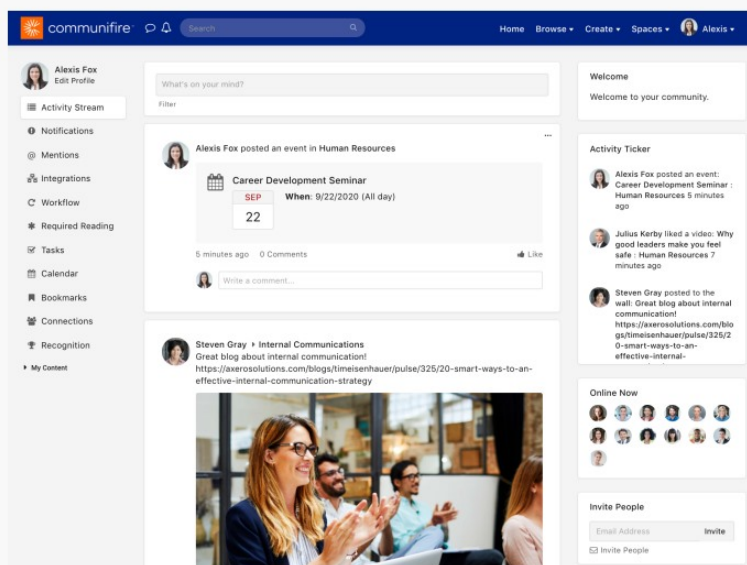 communifire
Search
Home Browse Create Spaces Alexis
Alexis Fox
Edit Profile
Activity Stream
Notifications
Mentions
Integrations
Workflow
Required Reading
Tasks
Calendar
Bookmarks
Connections
Recognition
My Content
What's on your mind?
Filter
Alexis Fox posted an event in Human Resources
Career Development Seminar
SEP
22
When: 9/22/2020 (All day)
5 minutes ago 0 Comments
Like
Write a comment...
Steven Gray Internal Communications
Great blog about internal communication!
https://axerosolutions.com/blogs/timeisenhauer/pulse/325/20-smart-ways-to-an-
effective-internal-communication-strategy
Welcome
Welcome to your community.
Activity Ticker
Alexis Fox posted an event:
Career Development Seminar :
Human Resources 5 minutes
ago
Julius Kerby liked a video: Why
good leaders make you feel
safe : Human Resources 7
minutes ago
Steven Gray posted to the
wall: Great blog about internal
communication!
https://axerosolutions.com/blo
gs/timeisenhauer/pulse/325/2
0-smart-ways-to-an-
effective-internal-
Online Now
Invite People
Email Address Invite
Invite People